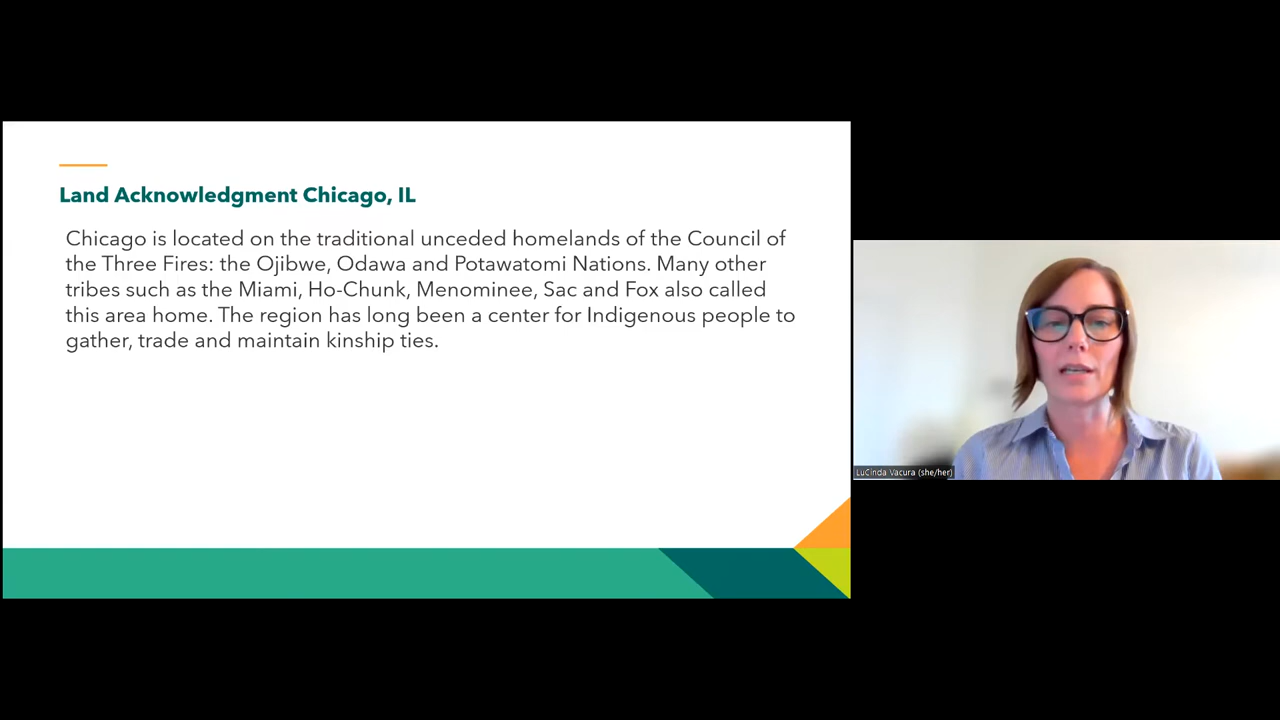 Land Acknowledgment Chicago, IL
Chicago is located on the traditional unceded homelands of the Council of
the Three Fires: the Ojibwe, Odawa and Potawatomi Nations. Many other
tribes such as the Miami, Ho-Chunk, Menominee, Sac and Fox also called
this area home. The region has long been a center for Indigenous people to
gather, trade and maintain kinship ties.
LuCinda Vacura (she/her)